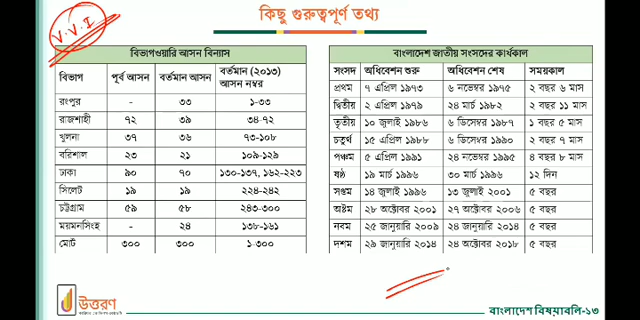 V.V.I
কিছু গুরুত্বপূর্ণ তথ্য
বিভাগওয়ারি আসন বিন্যাস
বিভাগ পূর্ব আসন বর্তমান আসন বর্তমান (২০১৩) আসন নম্বর
রংপুর - ৩৩ ১-৩৩
রাজশাহী ৭২ ৩৯ ৩৪-৭২
খুলনা ৩৭ ৩৬ ৭৩-১০৮
বরিশাল ২৩ ২১ ১০৯-১২৯
ঢাকা ৯০ ৭০ ১৩০-১৩৭, ১৬২-২২৩
সিলেট ১৯ ১৯ ২২৪-২৪২
চট্টগ্রাম ৫৯ ৫৮ ২৪৩-৩০০
ময়মনসিংহ - ২৪ ১৩৮-১৬১
মোট ৩০০ ৩০০ ১-৩০০
বাংলাদেশ জাতীয় সংসদের কার্যকাল
সংসদ অধিবেশন শুরু অধিবেশন শেষ সময়কাল
প্রথম ৭ এপ্রিল ১৯৭৩ ৬ নভেম্বর ১৯৭৫ ২ বছর ৬ মাস
দ্বিতীয় ২ এপ্রিল ১৯৭৯ ২৪ মার্চ ১৯৮২ ২ বছর ১১ মাস
তৃতীয় ১০ জুলাই ১৯৮৬ ৬ ডিসেম্বর ১৯৮৭ ১ বছর ৫ মাস
চতুর্থ ১৫ এপ্রিল ১৯৮৮ ৬ ডিসেম্বর ১৯৯০ ২ বছর ৭ মাস
পঞ্চম ৫ এপ্রিল ১৯৯১ ২৪ নভেম্বর ১৯৯৫ ৪ বছর ৮ মাস
ষষ্ঠ ১৯ মার্চ ১৯৯৬ ৩০ মার্চ ১৯৯৬ ১২ দিন
সপ্তম ১৪ জুলাই ১৯৯৬ ১৩ জুলাই ২০০১ ৫ বছর
অষ্টম ২৮ অক্টোবর ২০০১ ২৭ অক্টোবর ২০০৬ ৫ বছর
নবম ২৫ জানুয়ারি ২০০৯ ২৪ জানুয়ারি ২০১৪ ৫ বছর
দশম ২৯ জানুয়ারি ২০১৪ ২৪ অক্টোবর ২০১৮ ৫ বছর
উত্তরণ
বাংলাদেশ বিষয়াবলি-১৩